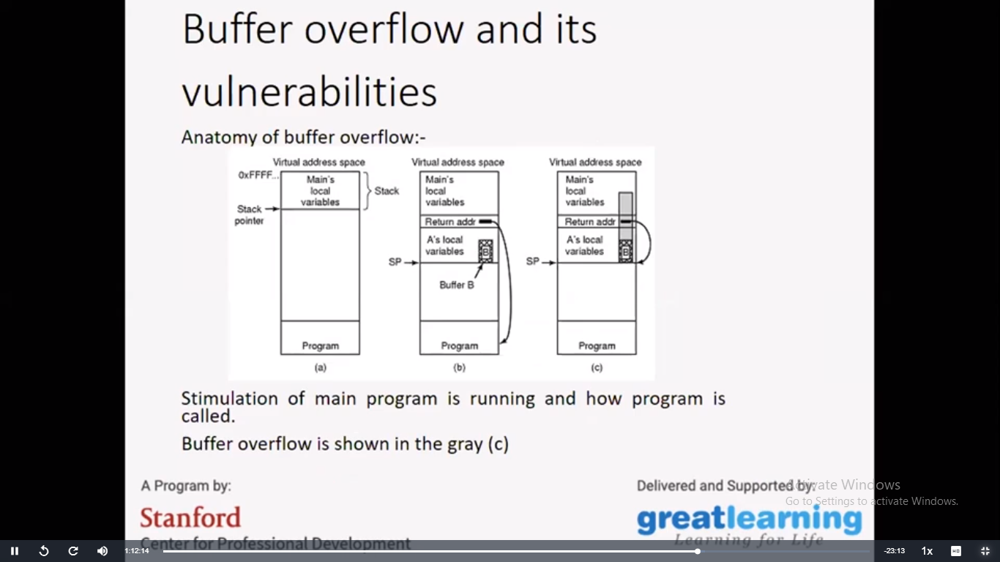 Buffer overflow and its
vulnerabilities
Anatomy of buffer overflow:-
Virtual address space
0xFFFF...
Main's
local
variables
Stack
Stack
pointer
Program
(a)
Virtual address space
Main's
local
variables
Return addr
A's local
variables
B
SP
Buffer B
Program
(b)
Virtual address space
Main's
local
variables
Return addr
A's local
variables
B
SP
Program
(c)
Stimulation of main program is running and how program is
called.
Buffer overflow is shown in the gray (c)
A Program by:
Stanford
Center for Professional Development
Delivered and Supported by:
greatlearning
Learning for Life
Activate Windows
Go to Settings to activate Windows.
1:12:14
-23:13
1x
HD